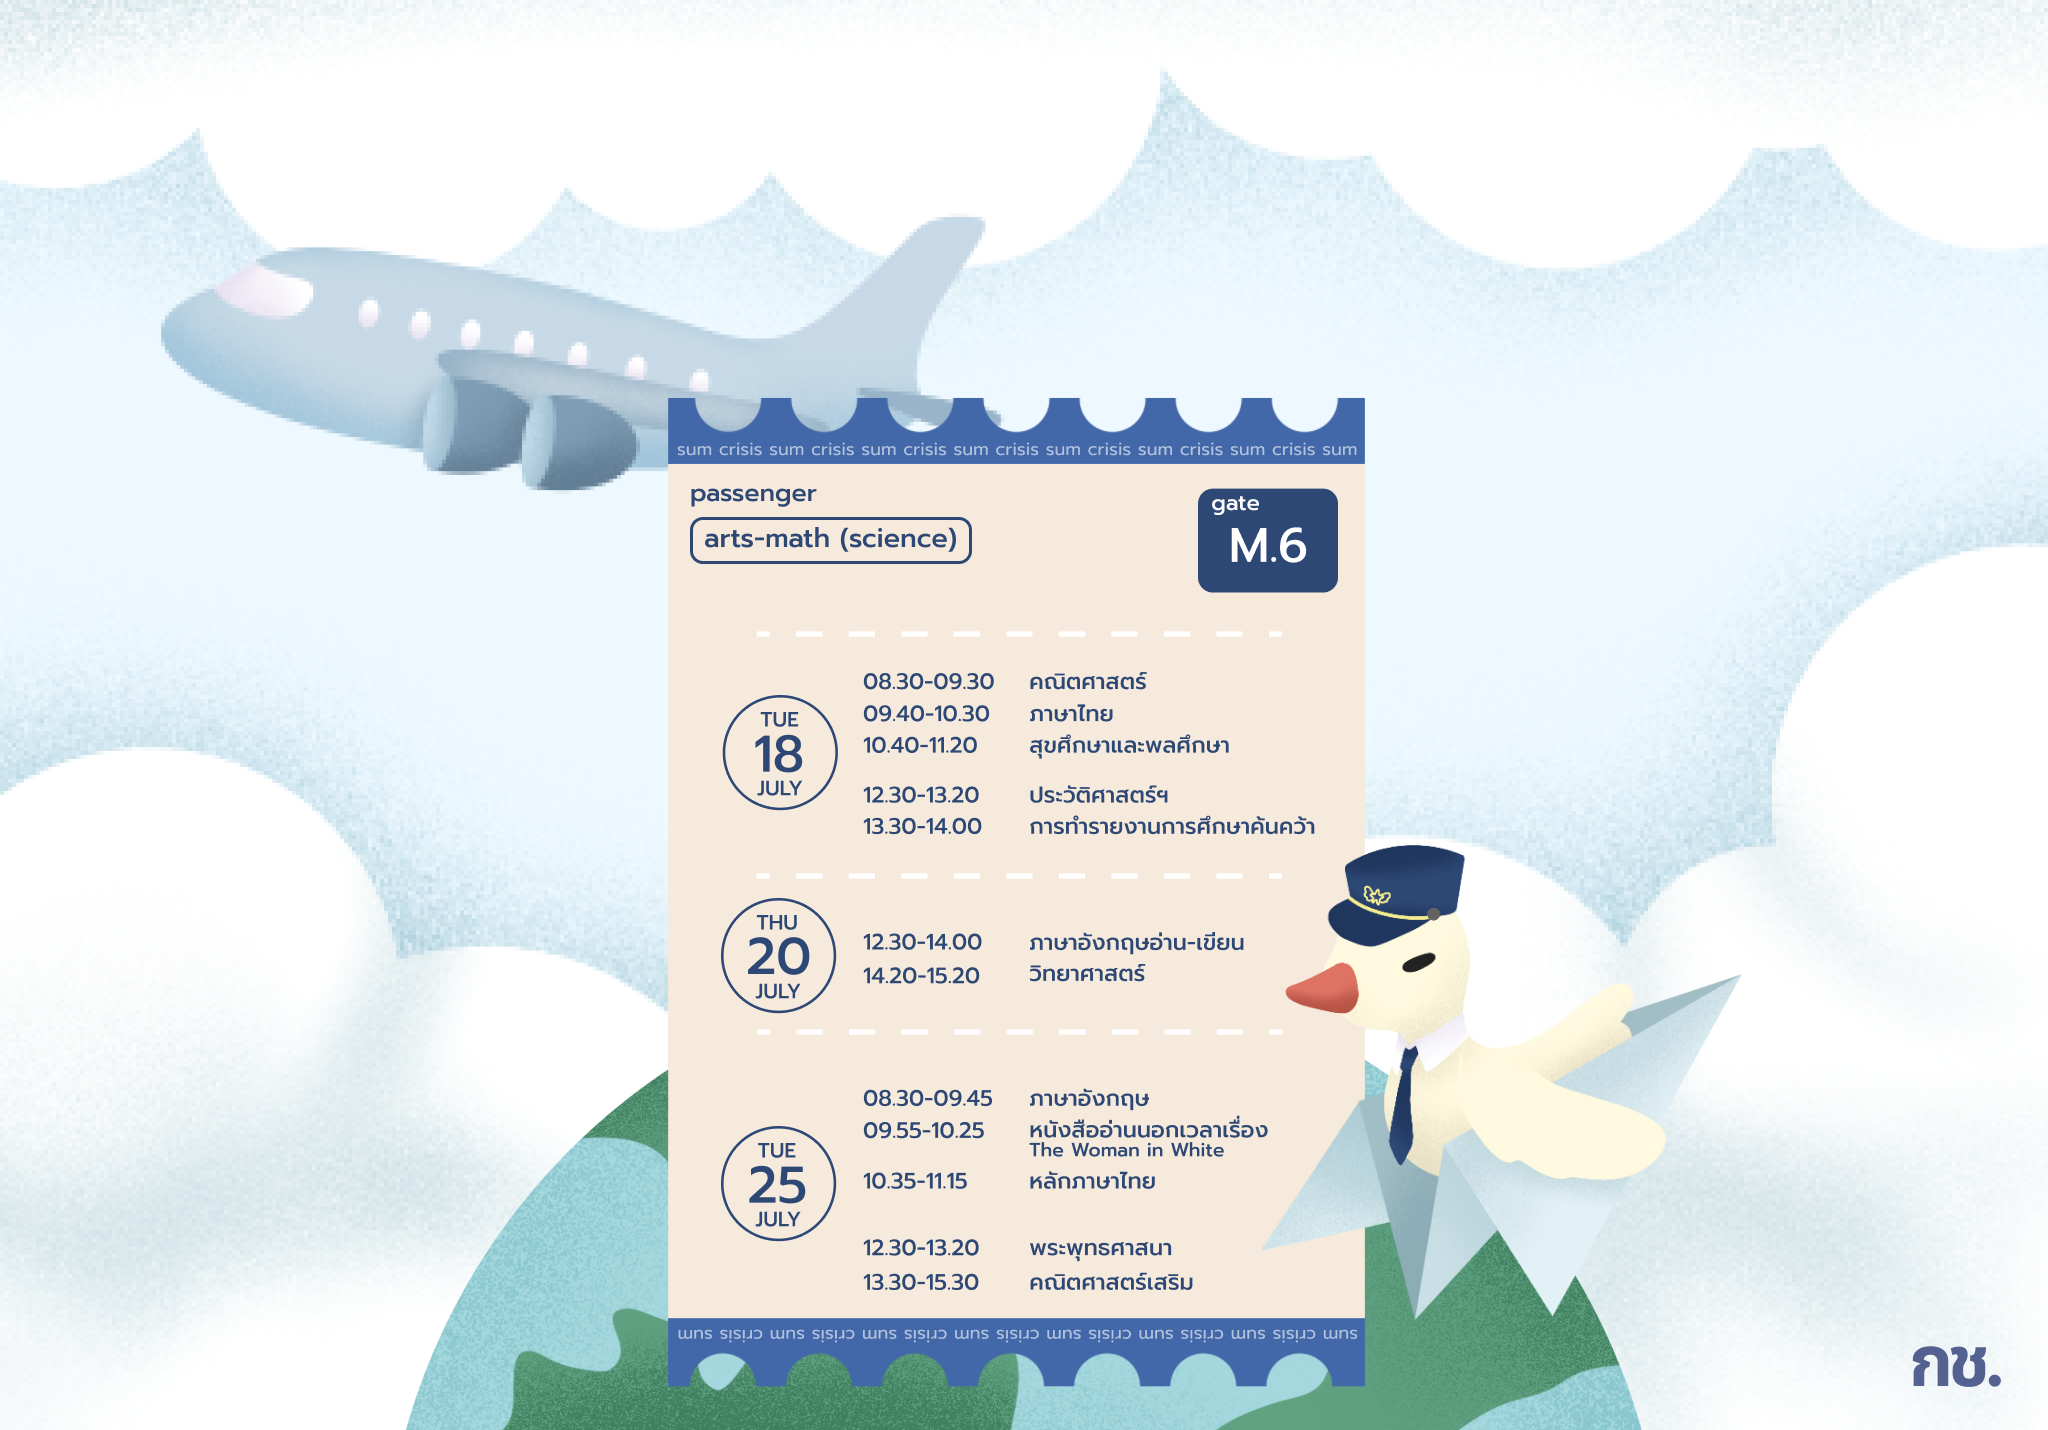 sum crisis sum crisis sum crisis sum crisis sum crisis sum crisis sum crisis sum
passenger
arts-math (science)
gate
M.6
TUE
18
JULY
08.30-09.30 คณิตศาสตร์
09.40-10.30 ภาษาไทย
10.40-11.20 สุขศึกษาและพลศึกษา
12.30-13.20 ประวัติศาสตร์ฯ
13.30-14.00 การทำรายงานการศึกษาค้นคว้า
THU
20
JULY
12.30-14.00 ภาษาอังกฤษอ่าน-เขียน
14.20-15.20 วิทยาศาสตร์
TUE
25
JULY
08.30-09.45 ภาษาอังกฤษ
09.55-10.25 หนังสืออ่านนอกเวลาเรื่อง
The Woman in White
10.35-11.15 หลักภาษาไทย
12.30-13.20 พระพุทธศาสนา
13.30-15.30 คณิตศาสตร์เสริม
sum crisis sum crisis sum crisis sum crisis sum crisis sum crisis sum crisis sum
กช.